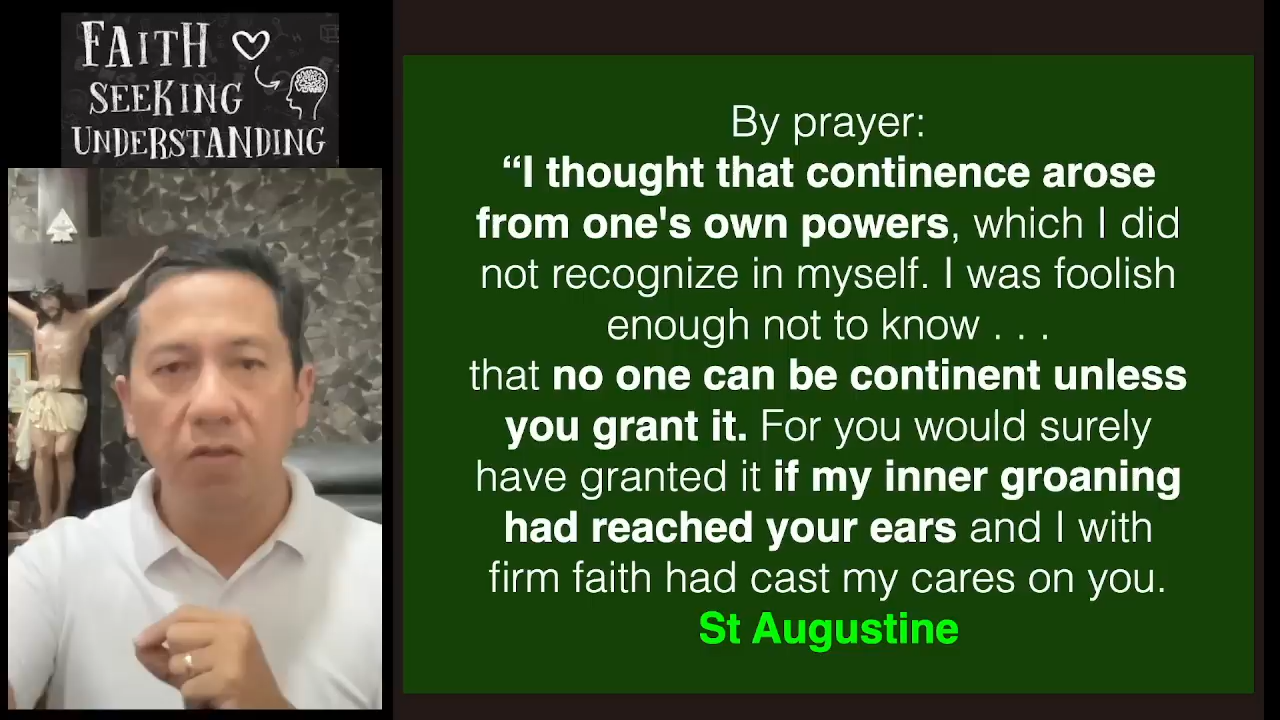 FAITH
SEEKING
UNDERSTANDING
By prayer:
“I thought that continence arose
from one's own powers, which I did
not recognize in myself. I was foolish
enough not to know . . .
that no one can be continent unless
you grant it. For you would surely
have granted it if my inner groaning
had reached your ears and I with
firm faith had cast my cares on you.
St Augustine